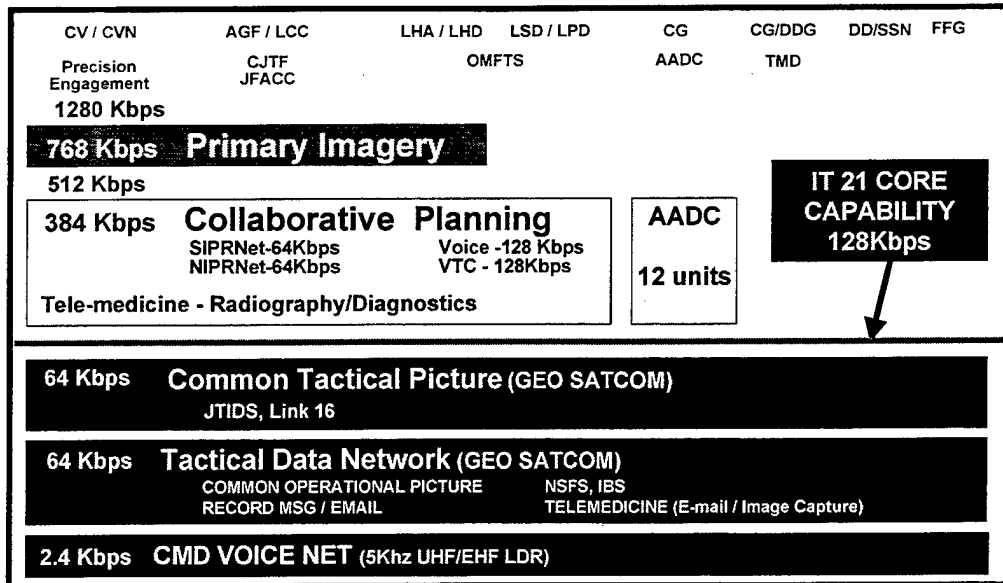 CV / CVN AGF / LCC LHA / LHD LSD / LPD CG CG/DDG DD/SSN FFG
Precision Engagement CJTF JFACC OMFTS AADC TMD
1280 Kbps
768 Kbps Primary Imagery
512 Kbps
384 Kbps Collaborative Planning
SIPRNet-64Kbps Voice -128 Kbps
NIPRNet-64Kbps VTC - 128Kbps
Tele-medicine - Radiography/Diagnostics
AADC
12 units
IT 21 CORE
CAPABILITY
128Kbps
64 Kbps Common Tactical Picture (GEO SATCOM)
JTIDS, Link 16
64 Kbps Tactical Data Network (GEO SATCOM)
COMMON OPERATIONAL PICTURE NSFS, IBS
RECORD MSG / EMAIL TELEMEDICINE (E-mail / Image Capture)
2.4 Kbps CMD VOICE NET (5Khz UHF/EHF LDR)